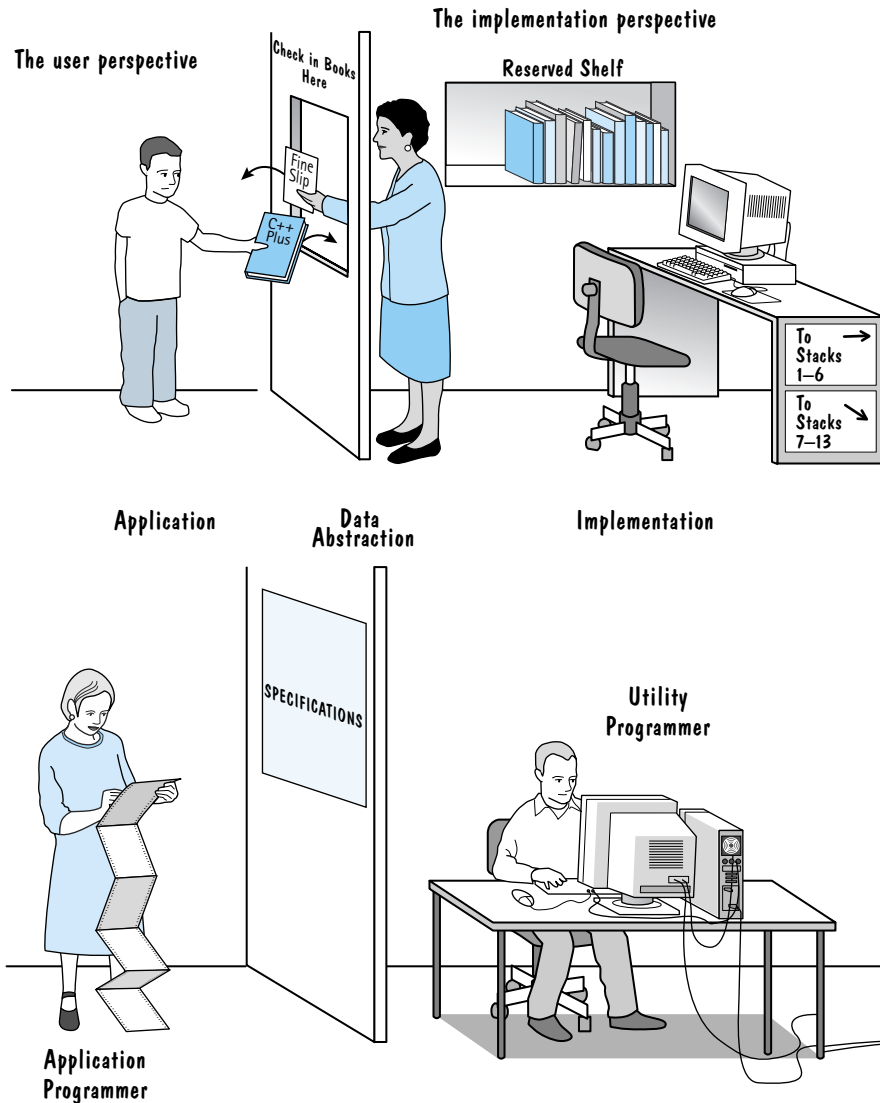 The user perspective
The implementation perspective
Check in Books
Here
Reserved Shelf
Fine
Slip
C++
Plus
To
Stacks
1–6
To
Stacks
7–13
Application
Data
Abstraction
Implementation
SPECIFICATIONS
Utility
Programmer
Application
Programmer